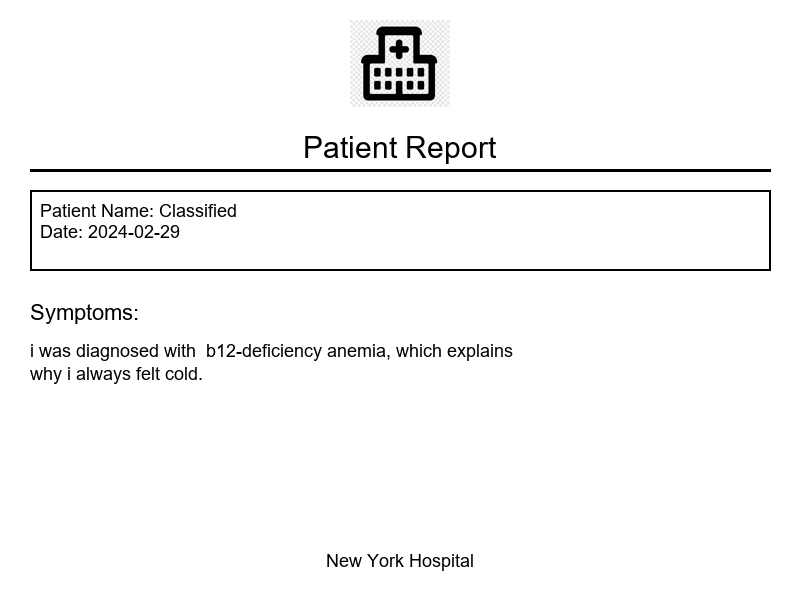 Patient Report
Patient Name: Classified
Date: 2024-02-29
Symptoms:
i was diagnosed with  b12-deficiency anemia, which explains
why i always felt cold.
New York Hospital